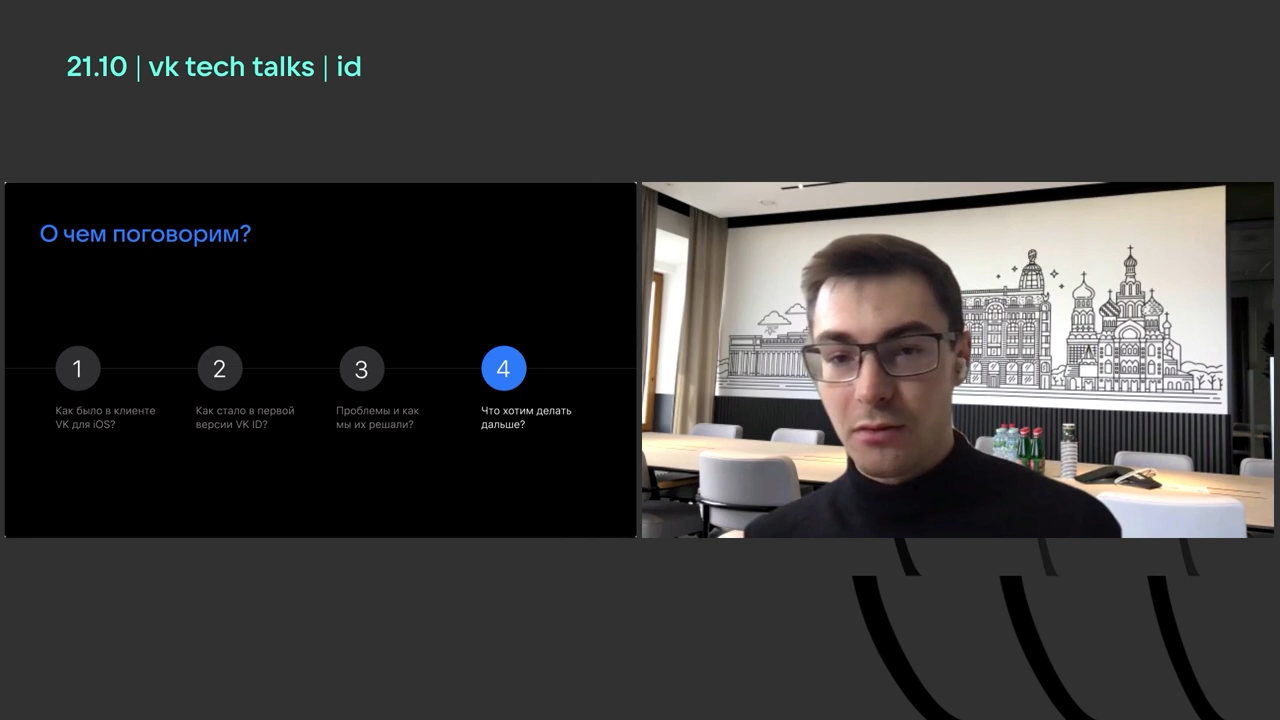 21.10 | vk tech talks | id
О чем поговорим?
1
Как было в клиенте
VK для iOS?
2
Как стало в первой
версии VK ID?
3
Проблемы и как
мы их решали?
4
Что хотим делать
дальше?